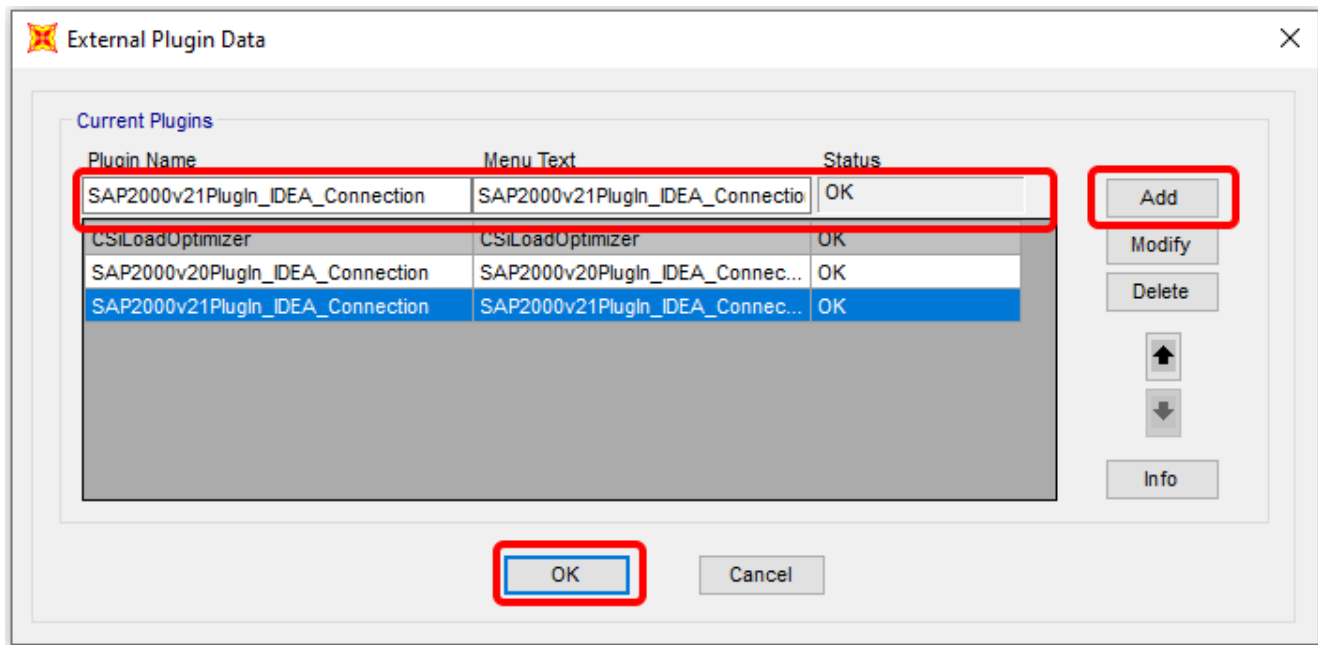 External Plugin Data
Current Plugins
Plugin Name Menu Text Status
SAP2000v21PlugIn_IDEA_Connection SAP2000v21PlugIn_IDEA_Connectio OK
Add
CSiLoadOptimizer CSiLoadOptimizer OK
Modify
SAP2000v20PlugIn_IDEA_Connection SAP2000v20PlugIn_IDEA_Connec... OK
Delete
SAP2000v21PlugIn_IDEA_Connection SAP2000v21PlugIn_IDEA_Connec... OK
Info
OK Cancel